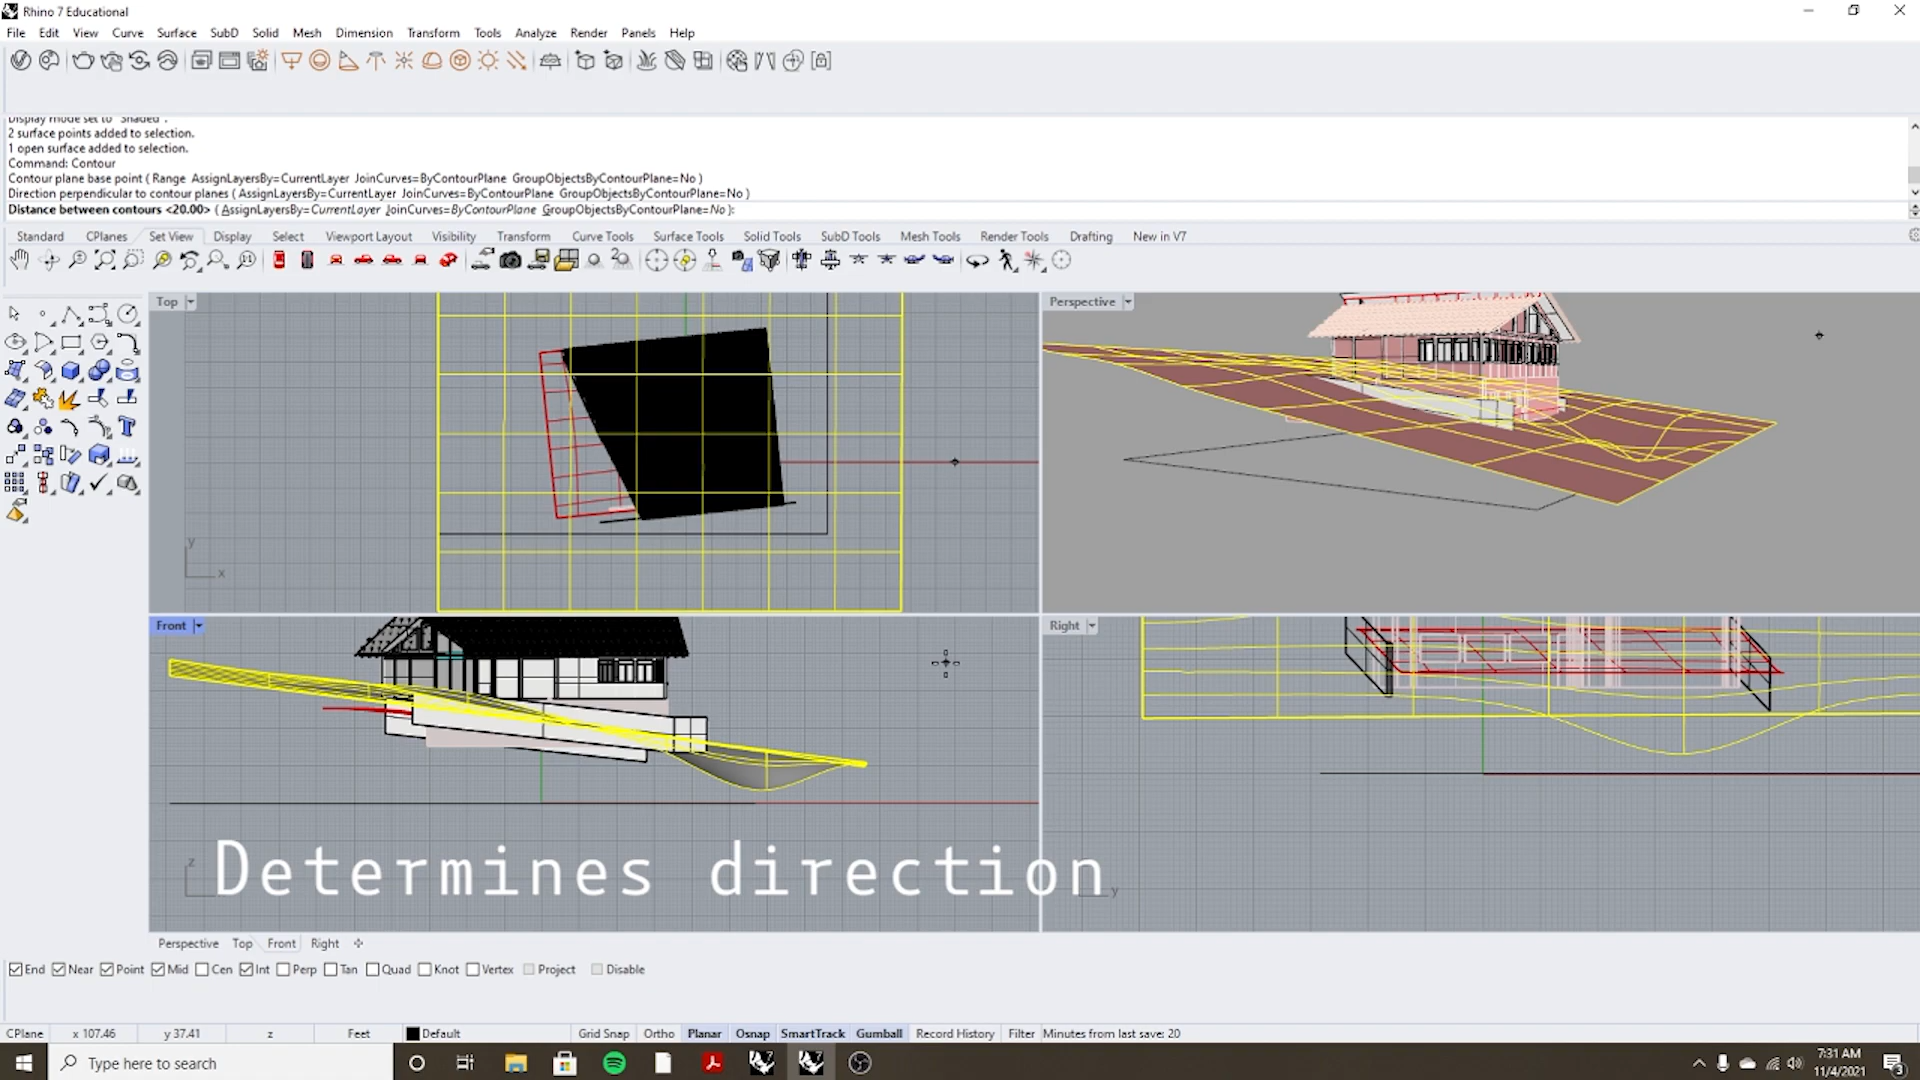 Rhino 7 Educational
File Edit View Curve Surface SubD Solid Mesh Dimension Transform Tools Analyze Render Panels Help
Display mode set to "Shaded".
2 surface points added to selection.
1 open surface added to selection.
Command: Contour
Contour plane base point ( Range AssignLayersBy=CurrentLayer JoinCurves=ByContourPlane GroupObjectsByContourPlane=No )
Direction perpendicular to contour planes ( AssignLayersBy=CurrentLayer JoinCurves=ByContourPlane GroupObjectsByContourPlane=No )
Distance between contours <20.00> ( AssignLayersBy=CurrentLayer JoinCurves=ByContourPlane GroupObjectsByContourPlane=No ):
Standard CPlanes Set View Display Select Viewport Layout Visibility Transform Curve Tools Surface Tools Solid Tools SubD Tools Mesh Tools Render Tools Drafting New in V7
Top
Perspective
y
x
Front
Right
z
Determines direction
y
Perspective Top Front Right
End Near Point Mid Cen Int Perp Tan Quad Knot Vertex Project Disable
CPlane x 107.46 y 37.41 z Feet Default Grid Snap Ortho Planar Osnap SmartTrack Gumball Record History Filter Minutes from last save: 20
Type here to search
7:31 AM
11/4/2021
3